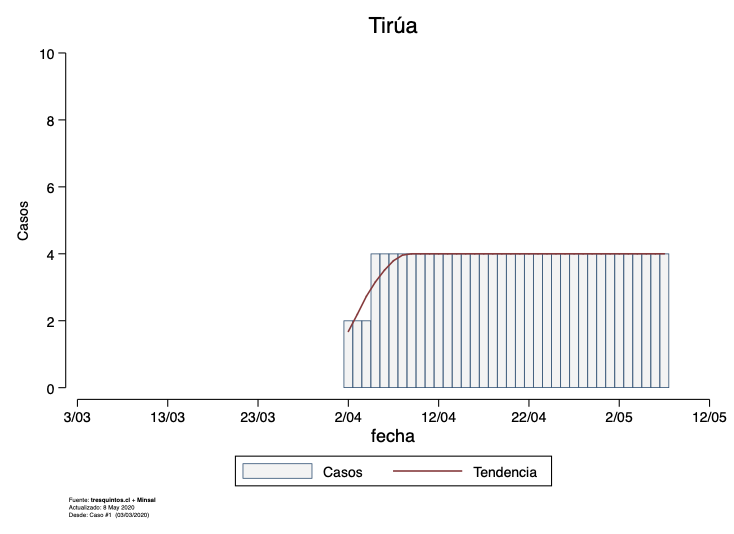 Tirúa
10
8
6
4
2
0
Casos
3/03 13/03 23/03 2/04 12/04 22/04 2/05 12/05
fecha
Casos Tendencia
Fuente: tresquintos.cl + Minsal
Actualizado: 8 May 2020
Desde: Caso #1 (03/03/2020)